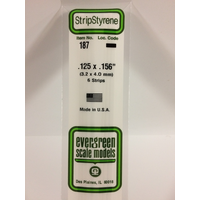 StripStyrene
Item No. Loc. Code
187
.125 x .156"
(3.2 x 4.0 mm)
6 Strips
Made in U.S.A.
evergreen
scale models
Des Plaines, IL 60018